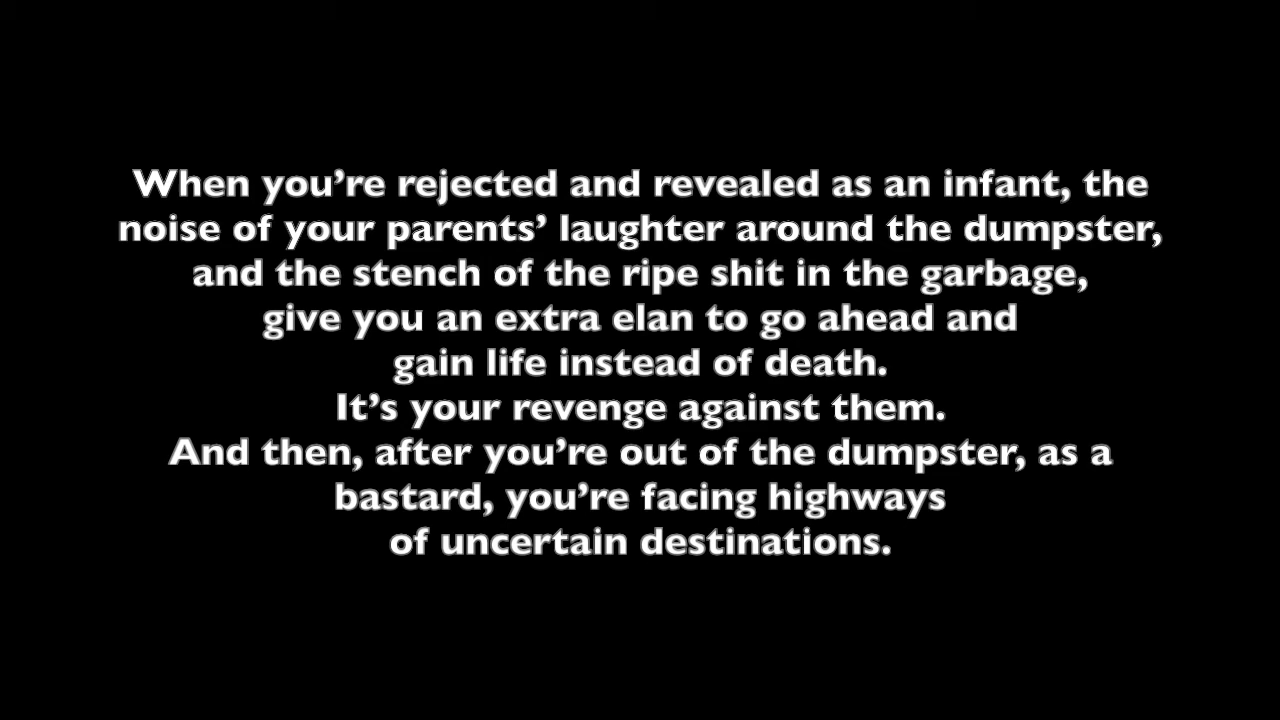 When you’re rejected and revealed as an infant, the
noise of your parents’ laughter around the dumpster,
and the stench of the ripe shit in the garbage,
give you an extra elan to go ahead and
gain life instead of death.
It’s your revenge against them.
And then, after you’re out of the dumpster, as a
bastard, you’re facing highways
of uncertain destinations.